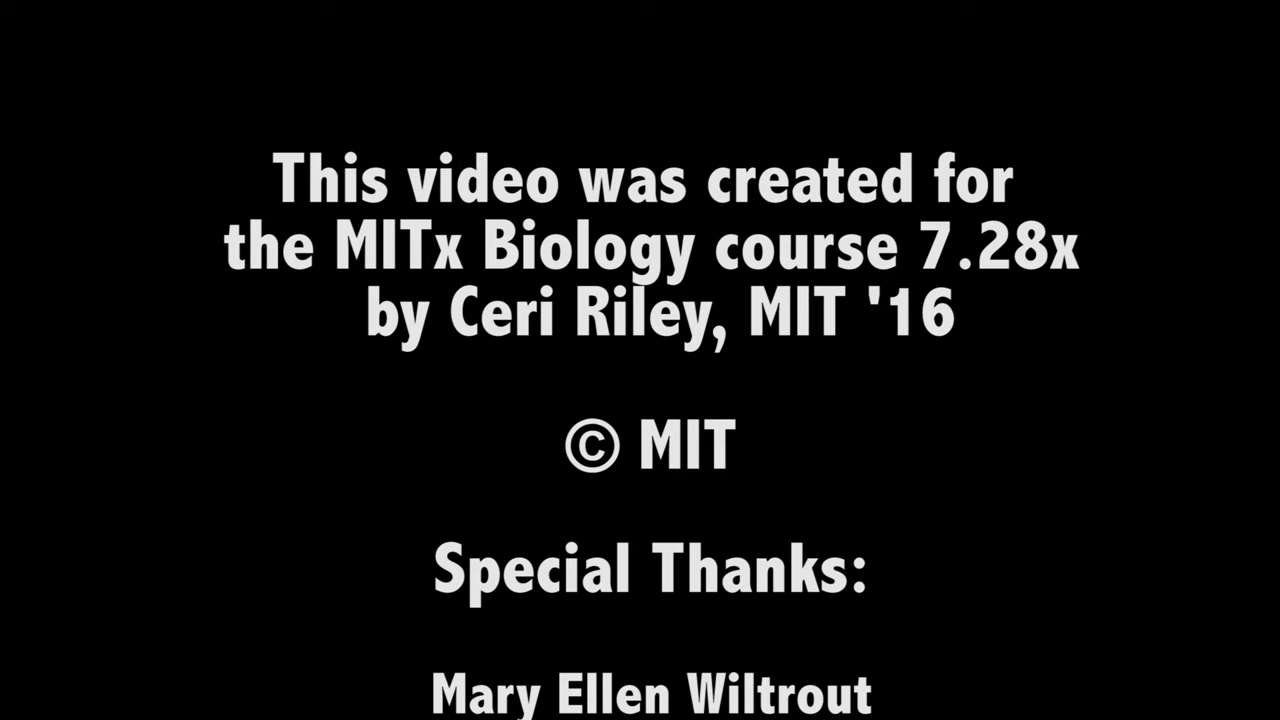 This video was created for
the MITx Biology course 7.28x
by Ceri Riley, MIT '16
© MIT
Special Thanks:
Mary Ellen Wiltrout